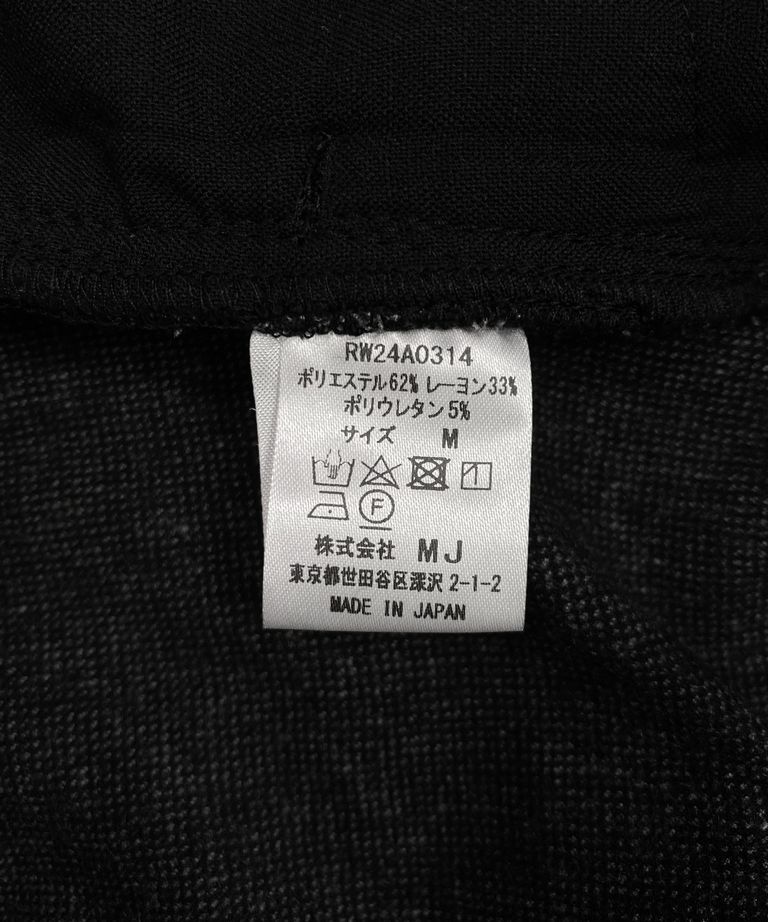 RW24A0314
ポリエステル62% レーヨン33%
ポリウレタン5%
サイズ M
F
株式会社 MJ
東京都世田谷区深沢 2-1-2
MADE IN JAPAN